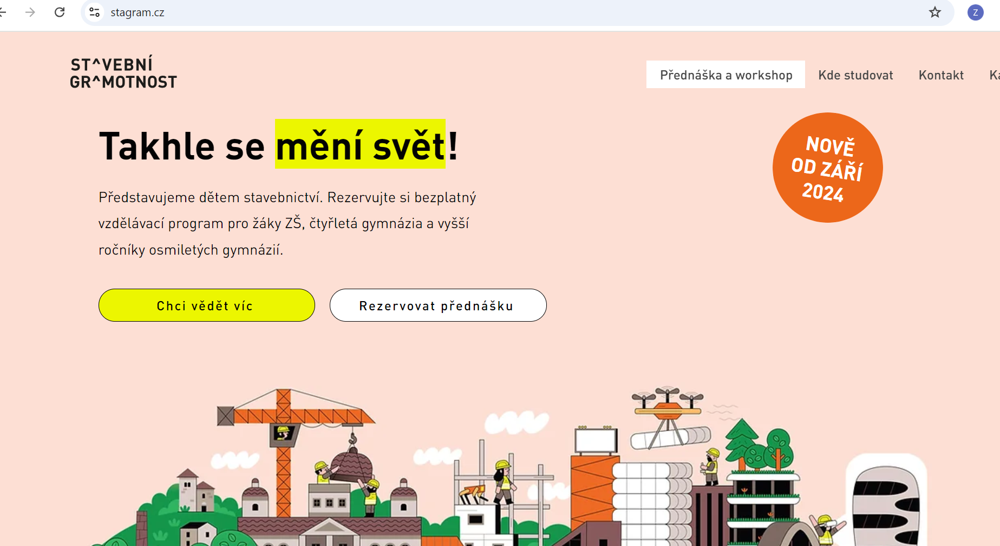 stagram.cz
Z
ST^VEBNÍ
GR^MOTNOST
Přednáška a workshop
Kde studovat
Kontakt
Takhle se mění svět!
NOVĚ
OD ZÁŘÍ
2024
Představujeme dětem stavebnictví. Rezervujte si bezplatný
vzdělávací program pro žáky ZŠ, čtyřletá gymnázia a vyšší
ročníky osmiletých gymnázií.
Chci vědět víc
Rezervovat přednášku